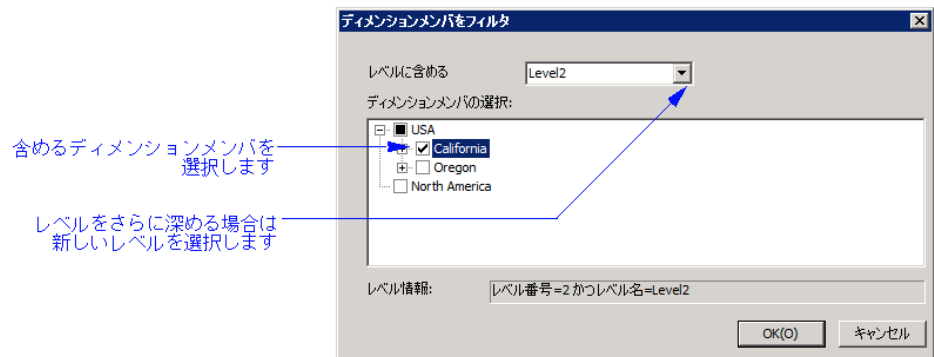 ディメンションメンバをフィルタ
レベルに含める
Level2
ディメンションメンバの選択:
USA
California
Oregon
North America
含めるディメンションメンバを
選択します
レベルをさらに深める場合は
新しいレベルを選択します
レベル情報:
レベル番号=2 かつレベル名=Level2
OK(O)
キャンセル